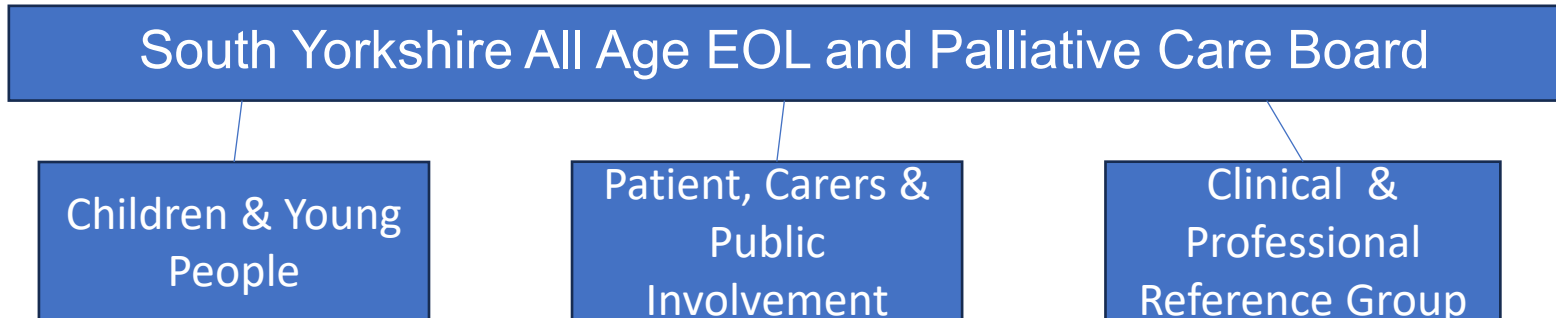 South Yorkshire All Age EOL and Palliative Care Board
Children & Young
People
Patient, Carers &
Public
Involvement
Clinical &
Professional
Reference Group